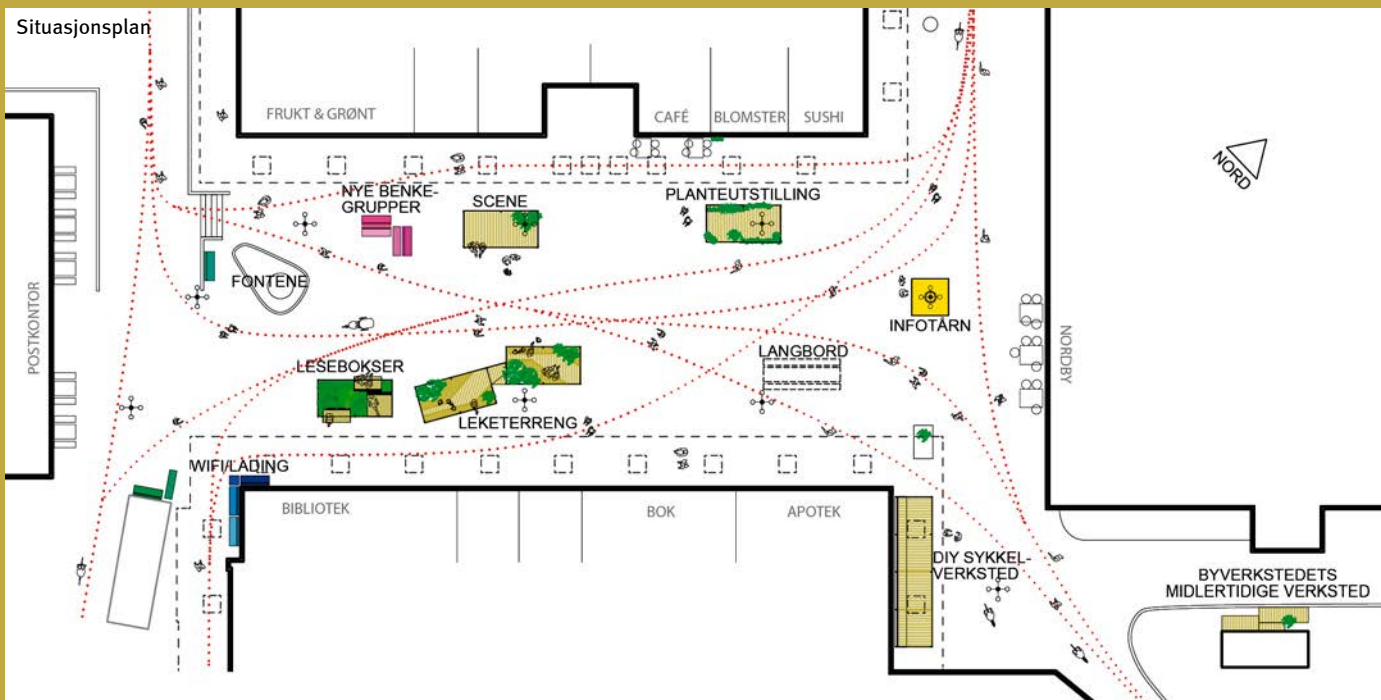 Situasjonsplan
FRUKT & GRØNT
CAFÉ
BLOMSTER
SUSHI
NORD
NYE BENKE-
GRUPPER
SCENE
PLANTEUTSTILLING
FONTENE
POSTKONTOR
INFOTÅRN
NORDBY
LESEBOKSER
LANGBORD
LEKETERRENG
WIFI/LADING
BIBLIOTEK
BOK
APOTEK
DIY SYKKEL-
VERKSTED
BYVERKSTEDETS
MIDLERTIDIGE VERKSTED